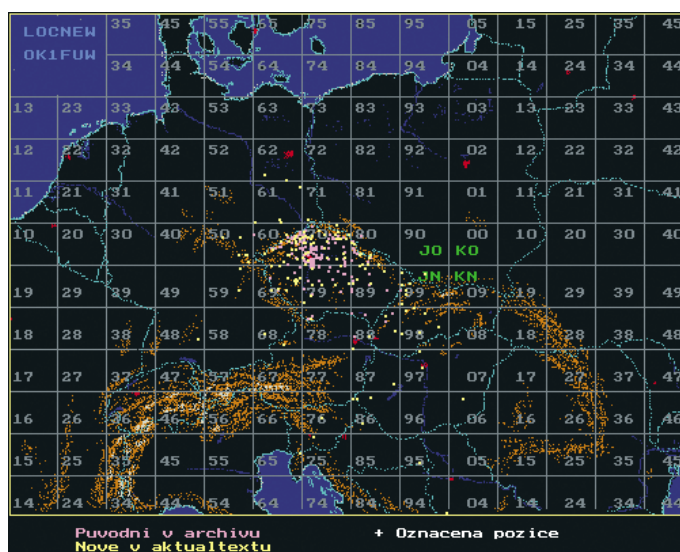 LOCNEW 35 45 55 65 75 85 95 05 15 25 35 45
OK1FUW 34 44 54 64 74 84 94 04 14 24 34 44
13 23 33 43 53 63 73 83 93 03 13 23 33 43
12 22 32 42 52 62 72 82 92 02 12 22 32 42
11 21 31 41 51 61 71 81 91 01 11 21 31 41
10 20 30 40 50 60 70 80 90 00 10 20 30 40
JO KO
JN KN
19 29 39 49 59 69 79 89 99 09 19 29 39 49
18 28 38 48 58 68 78 88 98 08 18 28 38 48
17 27 37 47 57 67 77 87 97 07 17 27 37 47
16 26 36 46 56 66 76 86 96 06 16 26 36 46
15 25 35 45 55 65 75 85 95 05 15 25 35 45
14 24 34 44 54 64 74 84 94 04 14 24 34 44
Puvodni v archivu + Oznacena pozice
Nove v aktualtextu